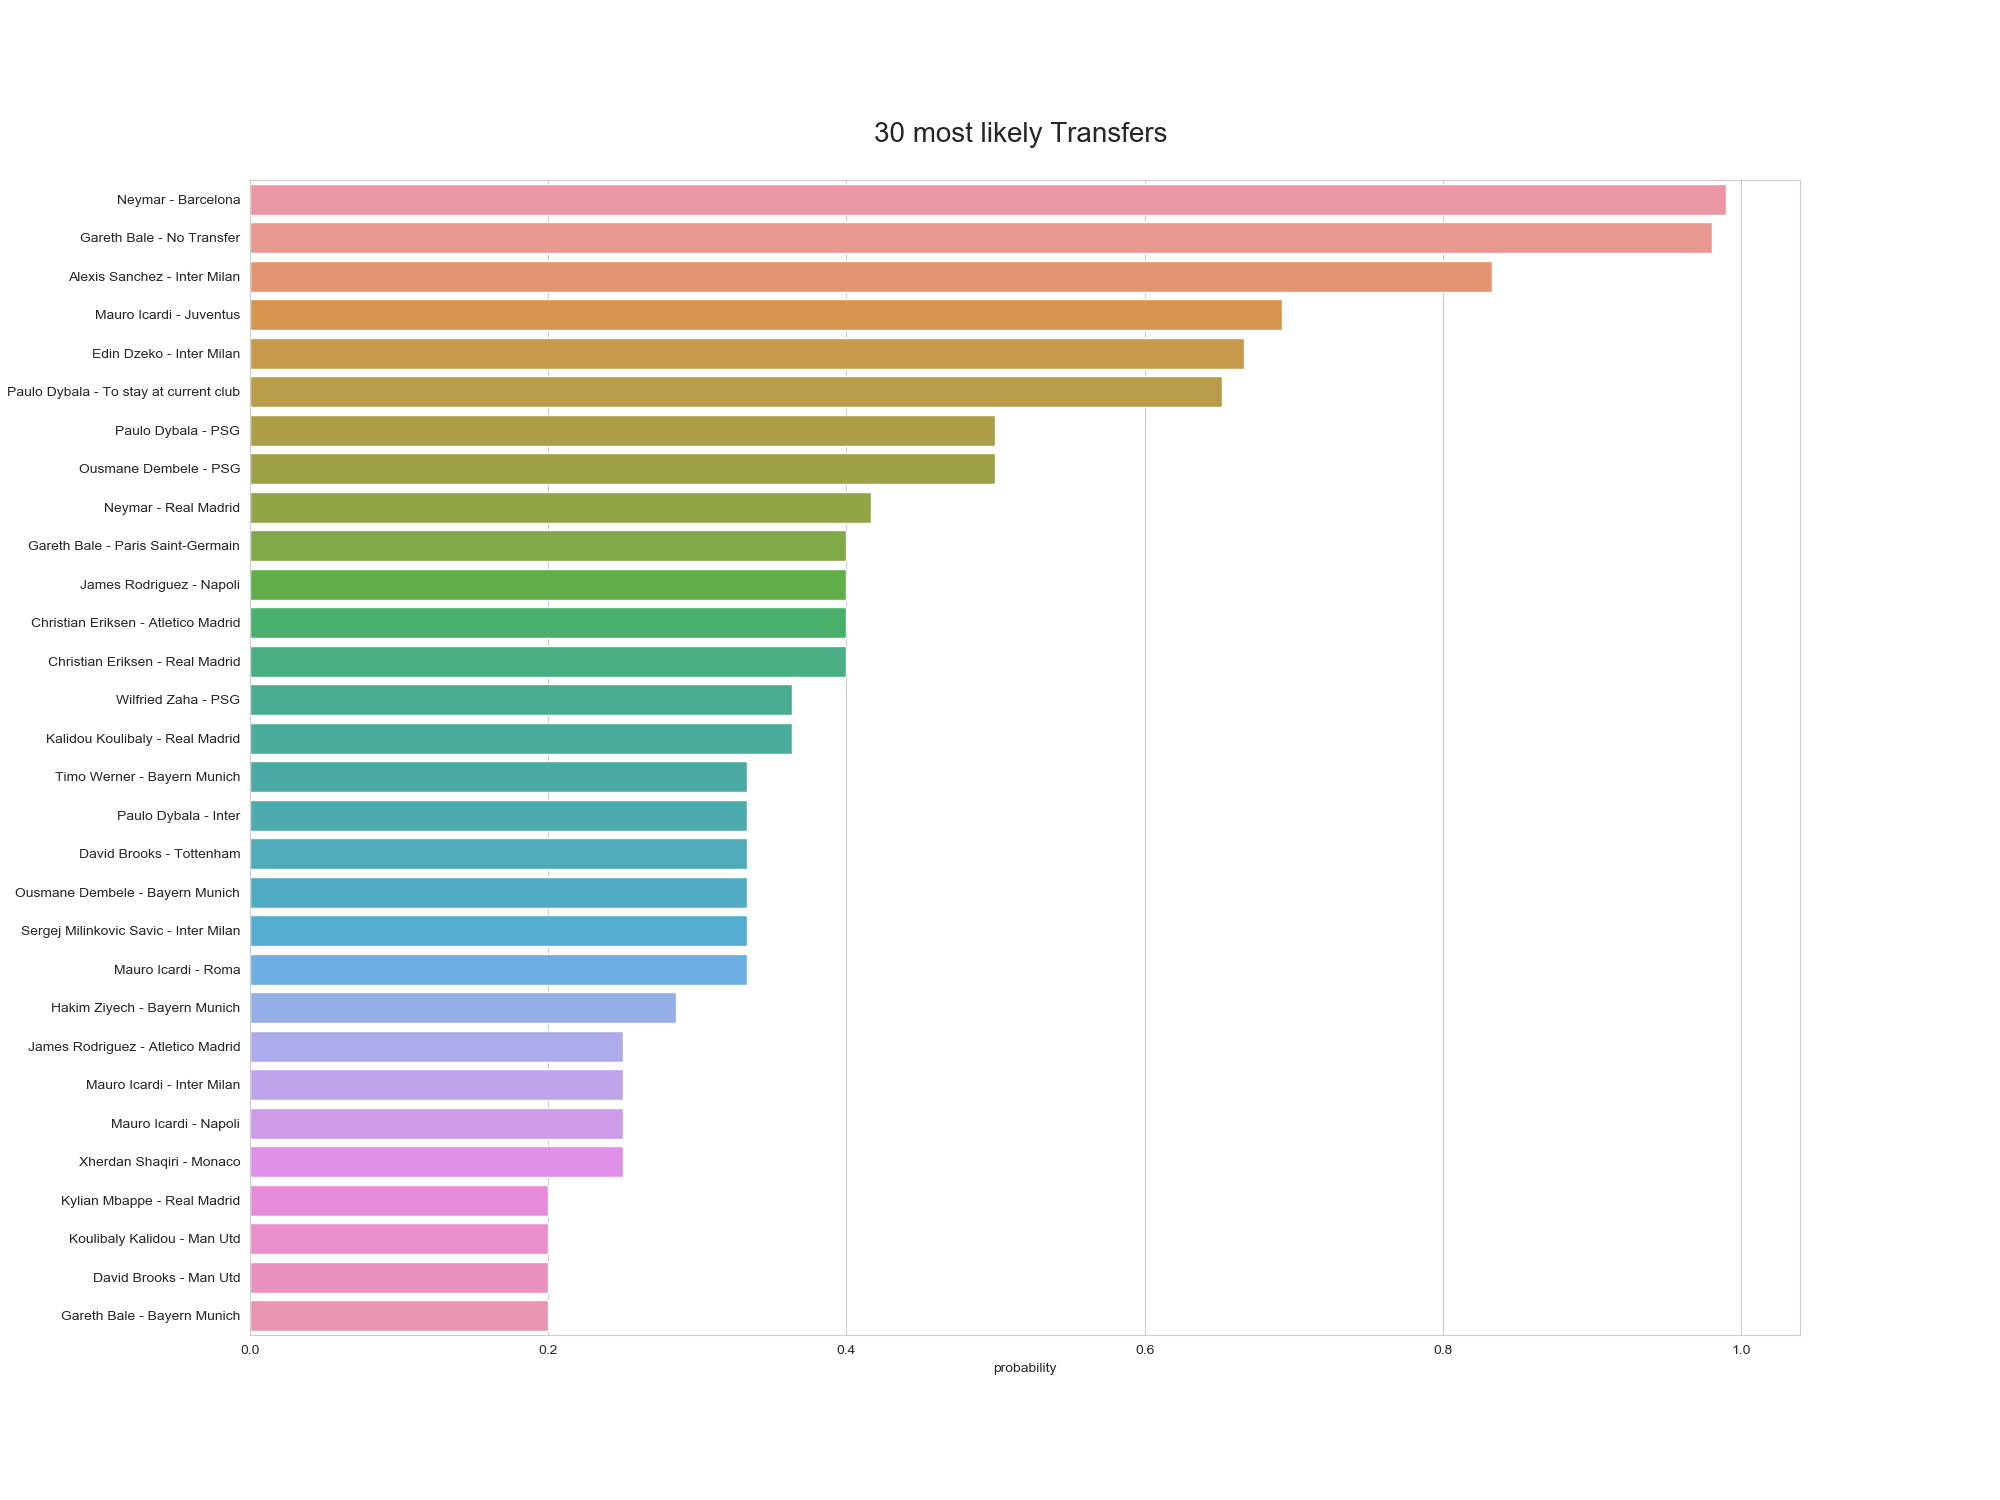 30 most likely Transfers
Neymar - Barcelona
Gareth Bale - No Transfer
Alexis Sanchez - Inter Milan
Mauro Icardi - Juventus
Edin Dzeko - Inter Milan
Paulo Dybala - To stay at current club
Paulo Dybala - PSG
Ousmane Dembele - PSG
Neymar - Real Madrid
Gareth Bale - Paris Saint-Germain
James Rodriguez - Napoli
Christian Eriksen - Atletico Madrid
Christian Eriksen - Real Madrid
Wilfried Zaha - PSG
Kalidou Koulibaly - Real Madrid
Timo Werner - Bayern Munich
Paulo Dybala - Inter
David Brooks - Tottenham
Ousmane Dembele - Bayern Munich
Sergej Milinkovic Savic - Inter Milan
Mauro Icardi - Roma
Hakim Ziyech - Bayern Munich
James Rodriguez - Atletico Madrid
Mauro Icardi - Inter Milan
Mauro Icardi - Napoli
Xherdan Shaqiri - Monaco
Kylian Mbappe - Real Madrid
Koulibaly Kalidou - Man Utd
David Brooks - Man Utd
Gareth Bale - Bayern Munich
0.0 0.2 0.4 0.6 0.8 1.0
probability